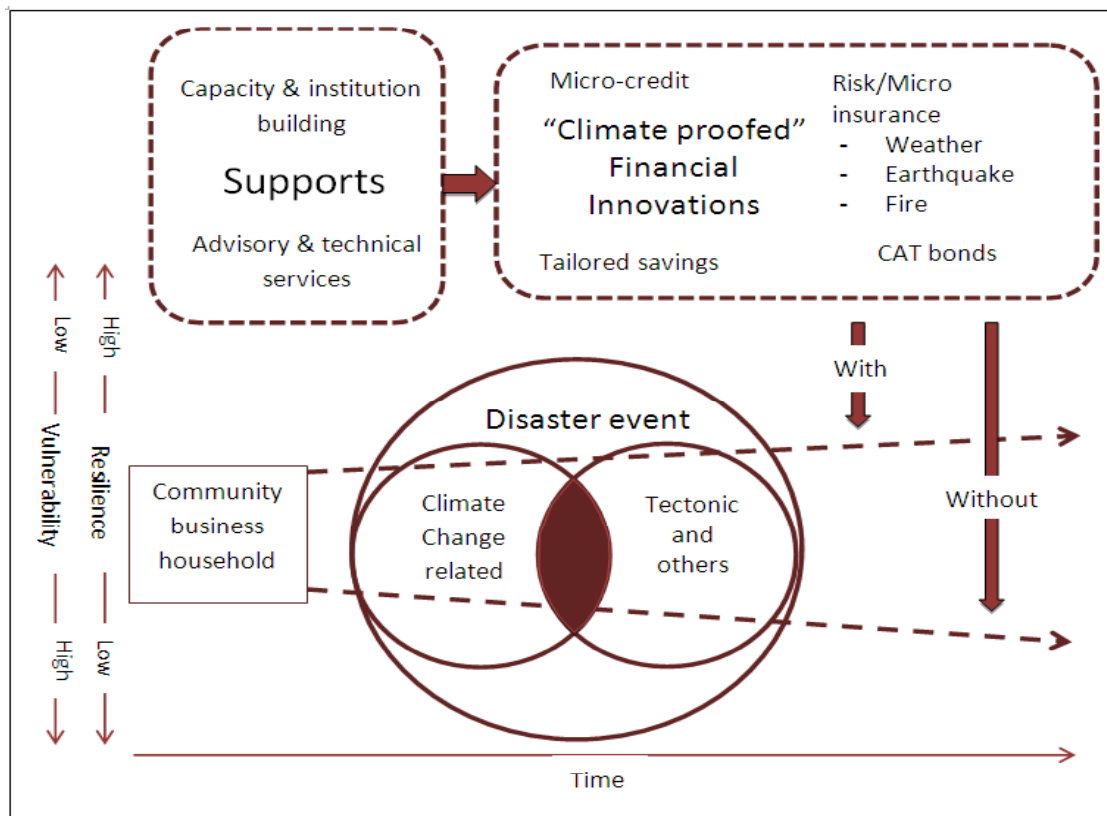 Capacity & institution
building
Supports
Advisory & technical
services
Micro-credit
“Climate proofed”
Financial
Innovations
Tailored savings
Risk/Micro
insurance
- Weather
- Earthquake
- Fire
CAT bonds
Low
Vulnerability
High
High
Resilience
Low
With
Without
Disaster event
Community
business
household
Climate
Change
related
Tectonic
and
others
Time